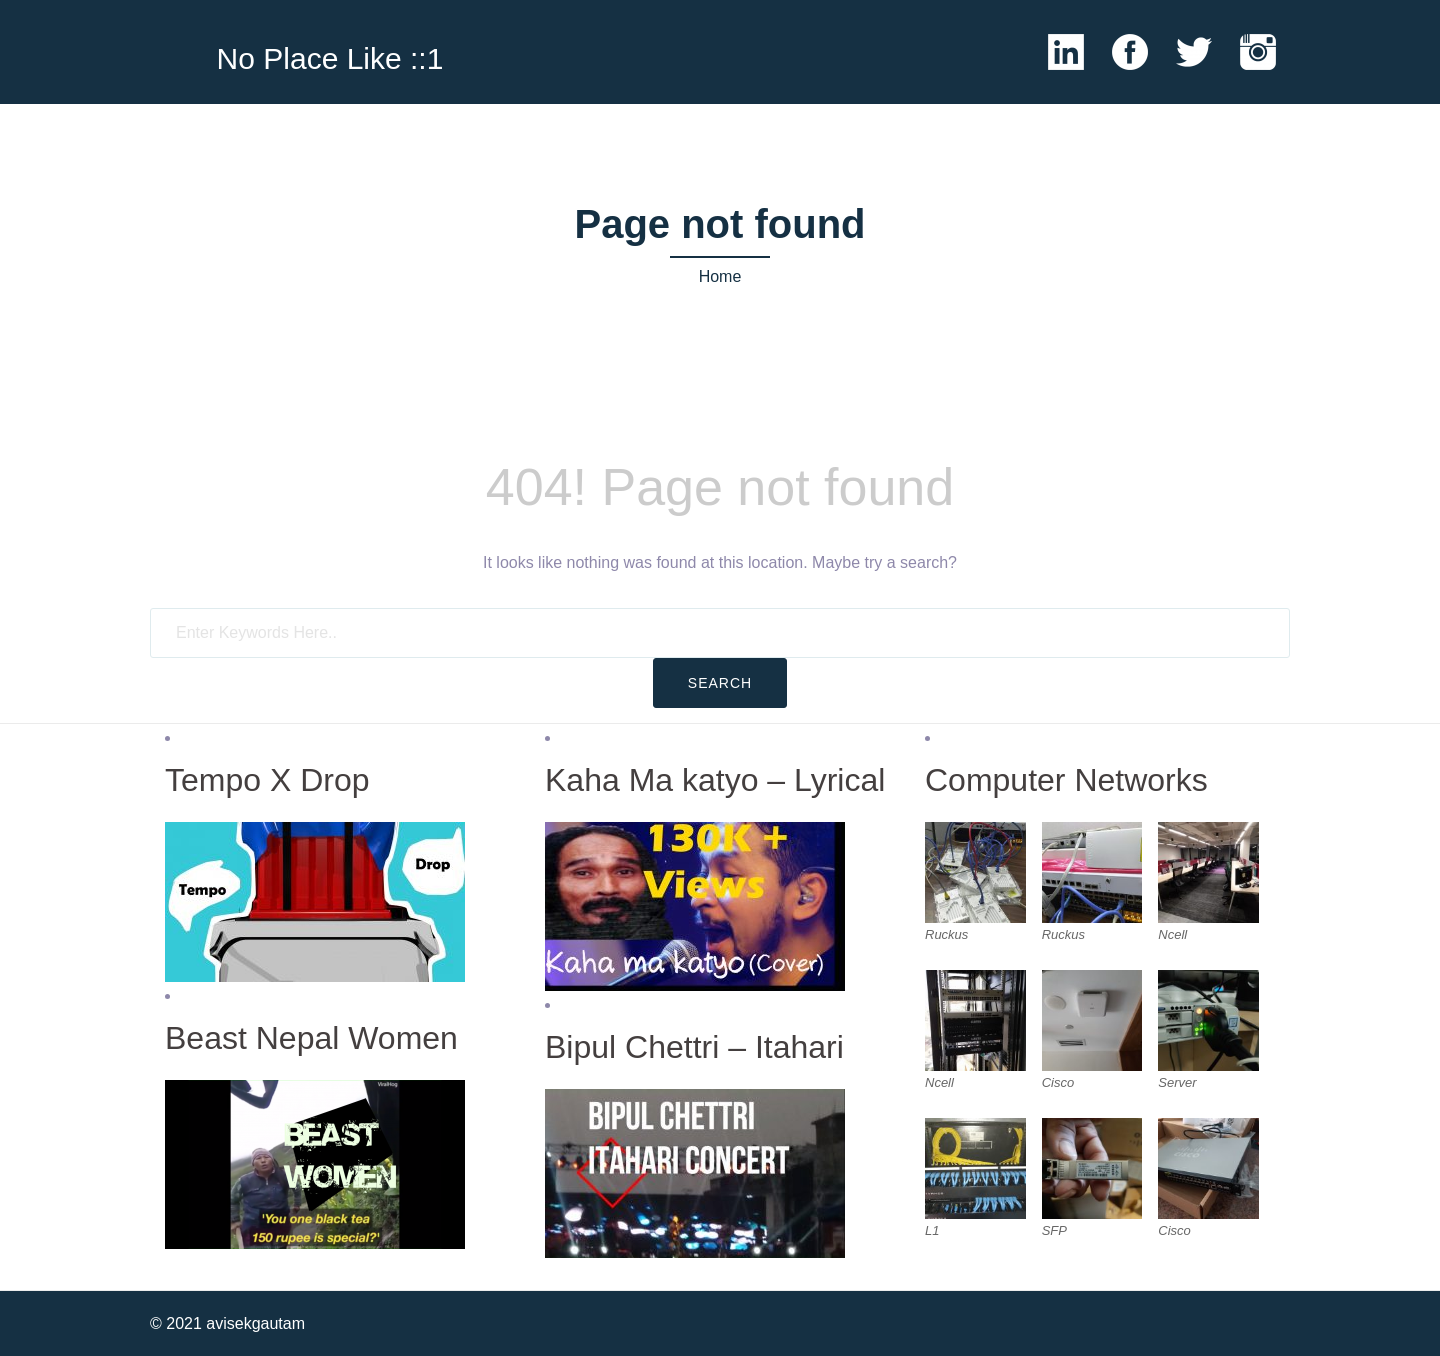 No Place Like ::1
Page not found
Home
404! Page not found
It looks like nothing was found at this location. Maybe try a search?
Enter Keywords Here..
SEARCH
Tempo X Drop
Tempo
Drop
Beast Nepal Women
ViralHog
BEAST
WOMEN
'You one black tea
150 rupee is special?'
Kaha Ma katyo – Lyrical
130K +
Views
Kaha ma katyo (Cover)
Bipul Chettri – Itahari
BIPUL CHETTRI
ITAHARI CONCERT
Computer Networks
Ruckus
Ruckus
Ncell
Ncell
Cisco
Server
L1
SFP
Cisco
© 2021 avisekgautam